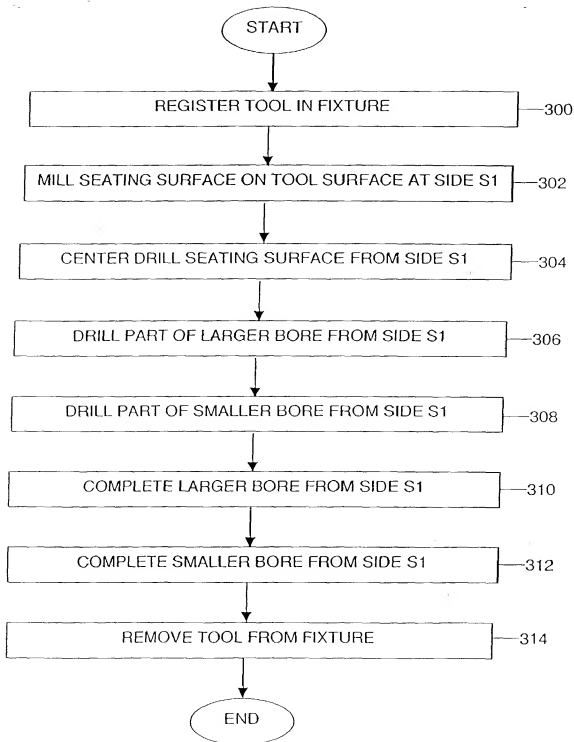 START
REGISTER TOOL IN FIXTURE
300
MILL SEATING SURFACE ON TOOL SURFACE AT SIDE S1
302
CENTER DRILL SEATING SURFACE FROM SIDE S1
304
DRILL PART OF LARGER BORE FROM SIDE S1
306
DRILL PART OF SMALLER BORE FROM SIDE S1
308
COMPLETE LARGER BORE FROM SIDE S1
310
COMPLETE SMALLER BORE FROM SIDE S1
312
REMOVE TOOL FROM FIXTURE
314
END